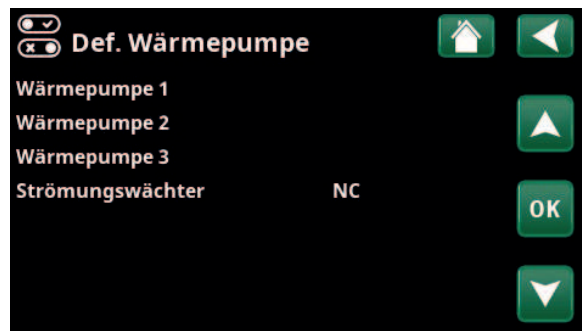 Def. Wärmepumpe
Wärmepumpe 1
Wärmepumpe 2
Wärmepumpe 3
Strömungswächter NC
OK